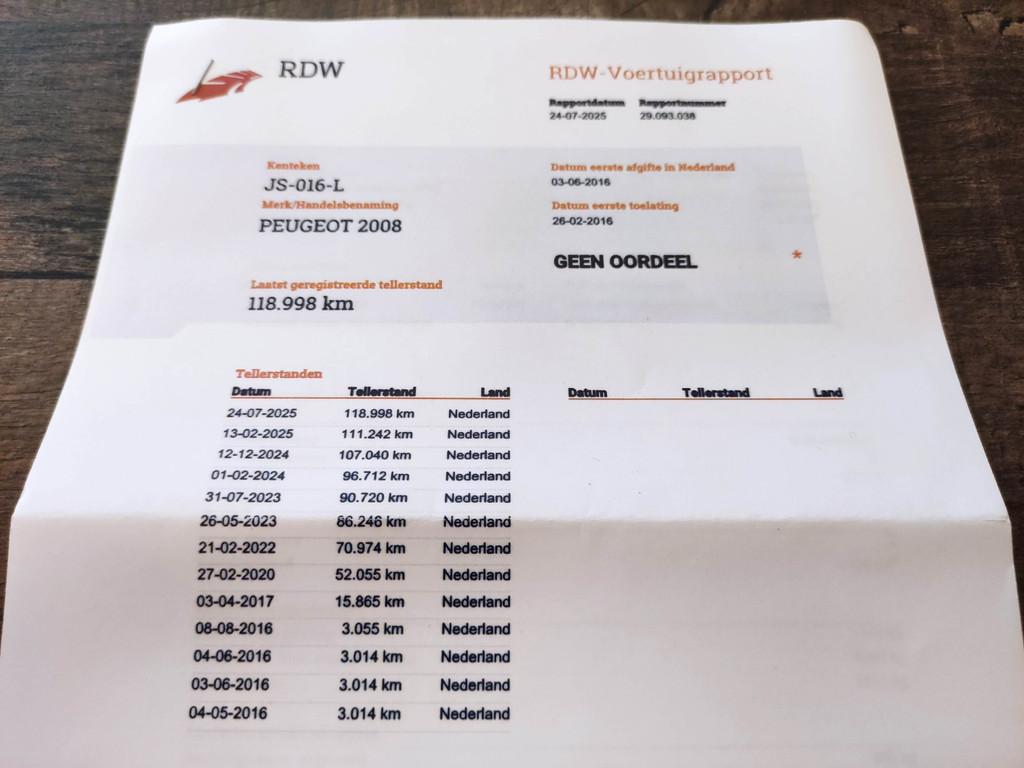 RDW
RDW-Voertuigrapport
Rapportdatum Rapportnummer
24-07-2025 29.093.038
Kenteken
JS-016-L
Merk/Handelsbenaming
PEUGEOT 2008
Datum eerste afgifte in Nederland
03-06-2016
Datum eerste toelating
26-02-2016
GEEN OORDEEL *
Laatst geregistreerde tellerstand
118.998 km
Tellerstanden
Datum Tellerstand Land Datum Tellerstand Land
24-07-2025 118.998 km Nederland
13-02-2025 111.242 km Nederland
12-12-2024 107.040 km Nederland
01-02-2024 96.712 km Nederland
31-07-2023 90.720 km Nederland
26-05-2023 86.246 km Nederland
21-02-2022 70.974 km Nederland
27-02-2020 52.055 km Nederland
03-04-2017 15.865 km Nederland
08-08-2016 3.055 km Nederland
04-06-2016 3.014 km Nederland
03-06-2016 3.014 km Nederland
04-05-2016 3.014 km Nederland